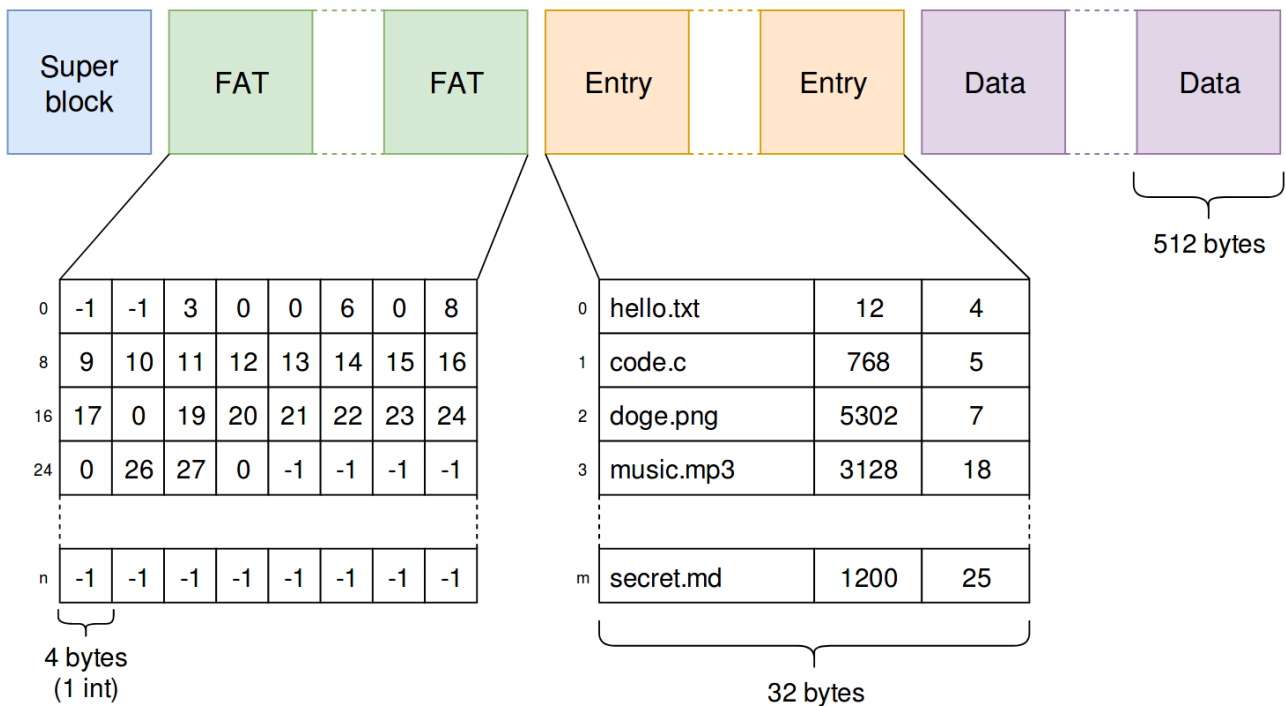 Super
block
FAT
FAT
Entry
Entry
Data
Data
512 bytes
0 -1 -1 3 0 0 6 0 8
8 9 10 11 12 13 14 15 16
16 17 0 19 20 21 22 23 24
24 0 26 27 0 -1 -1 -1 -1
n -1 -1 -1 -1 -1 -1 -1 -1
4 bytes
(1 int)
0 hello.txt 12 4
1 code.c 768 5
2 doge.png 5302 7
3 music.mp3 3128 18
m secret.md 1200 25
32 bytes